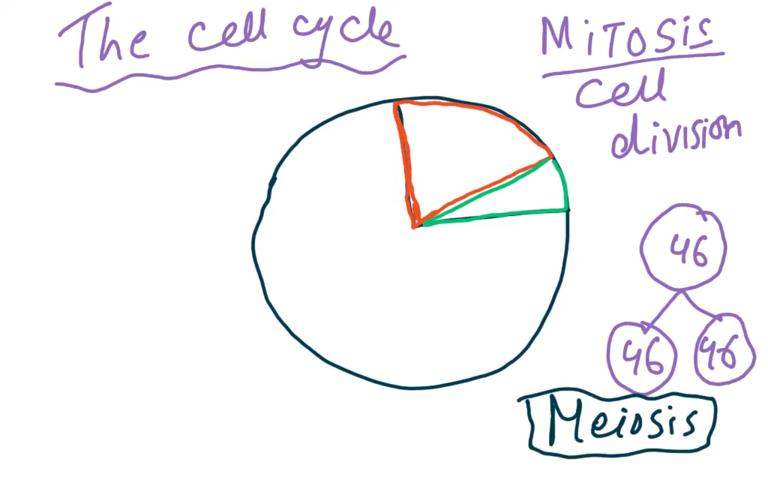 The cell cycle
MiTOSis
cell
division
46
46 46
Meiosis